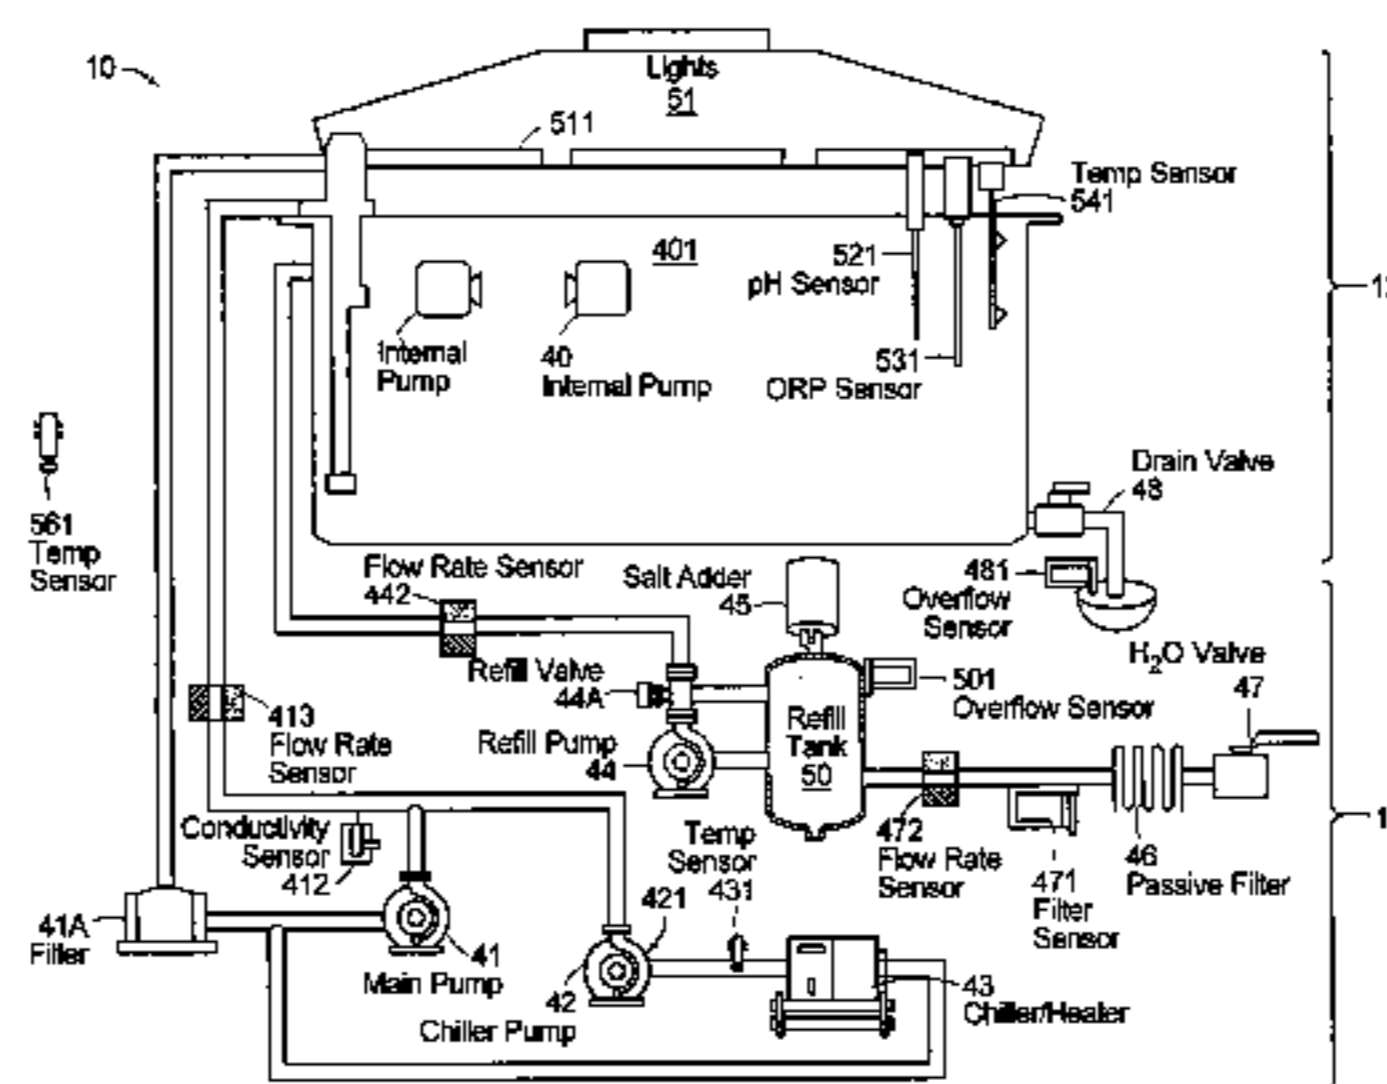 10
Lights
51
511
Temp Sensor
541
401
521
pH Sensor
Internal
Pump
40
Internal Pump
531
ORP Sensor
561
Temp
Sensor
Drain Valve
48
Flow Rate Sensor
442
Salt Adder
45
481
Overflow
Sensor
H₂O Valve
47
Refill Valve
44A
501
Overflow Sensor
413
Flow Rate
Sensor
Refill Pump
44
Refill
Tank
50
Conductivity
Sensor
412
Temp
Sensor
431
472
Flow Rate
Sensor
471
Filter
Sensor
46
Passive Filter
41A
Filter
41
Main Pump
421
42
Chiller Pump
43
Chiller/Heater